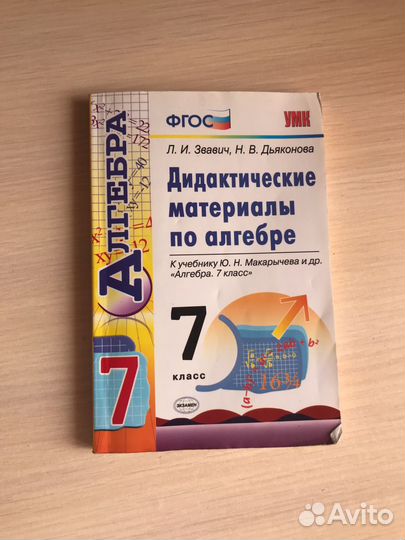 ФГОС
УМК
Л. И. Звавич, Н. В. Дьяконова
Дидактические
материалы
по алгебре
К учебнику Ю. Н. Макарычева и др.
«Алгебра. 7 класс»
7
класс
ЭКЗАМЕН
АЛГЕБРА
7
Avito